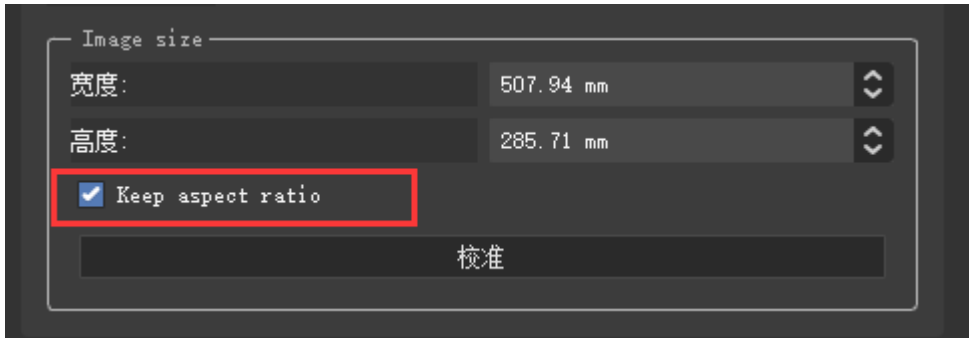 Image size
宽度:
507.94 mm
高度:
285.71 mm
Keep aspect ratio
校准